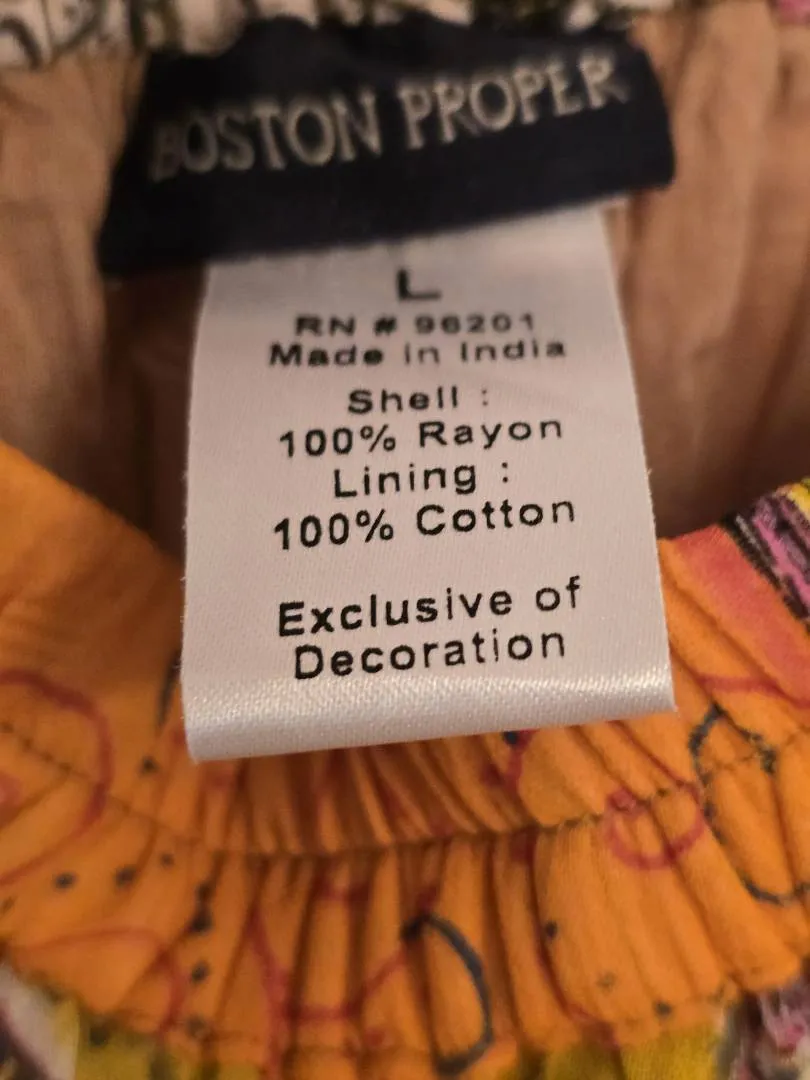 BOSTON PROPER
L
RN # 96201
Made in India
Shell :
100% Rayon
Lining :
100% Cotton
Exclusive of
Decoration